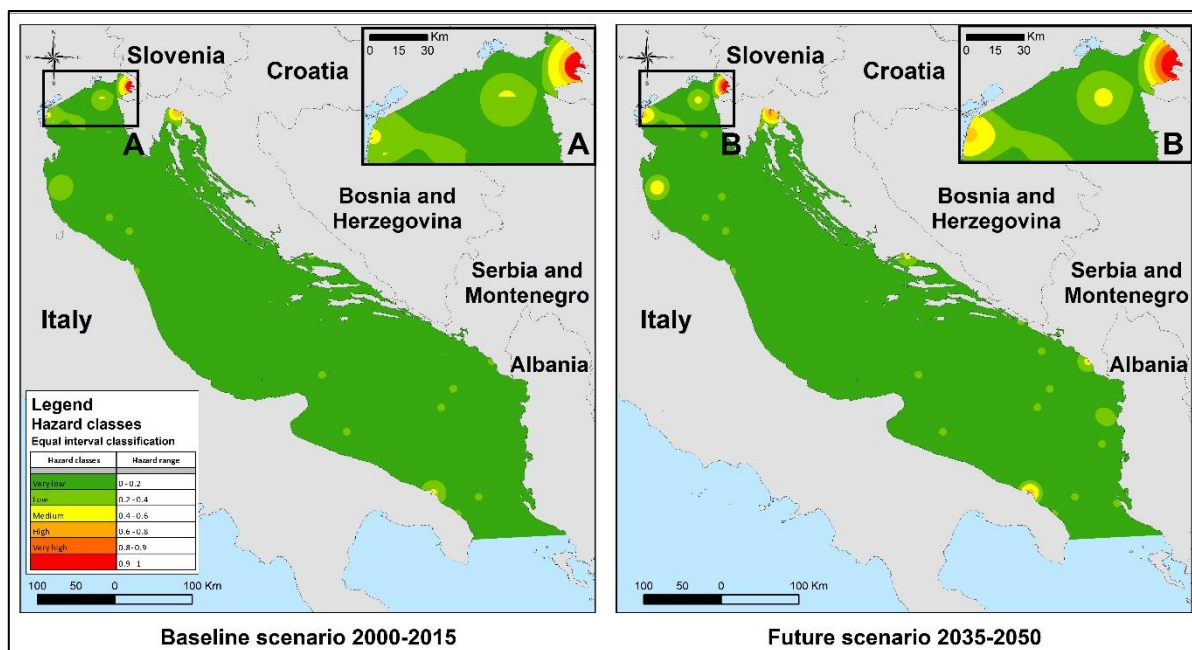 Slovenia
Croatia
Bosnia and
Herzegovina
Serbia and
Montenegro
Albania
Italy
A
N
W E
S
Km
0 15 30
A
Legend
Hazard classes
Equal interval classification
Hazard classes Hazard range
Very low 0 - 0.2
Low 0.2 - 0.4
Medium 0.4 - 0.6
High 0.6 - 0.8
Very high 0.8-0.9
0.9 1
100 50 0 100 Km
Baseline scenario 2000-2015
Slovenia
Croatia
Bosnia and
Herzegovina
Serbia and
Montenegro
Albania
Italy
B
N
W E
S
Km
0 15 30
B
100 50 0 100 Km
Future scenario 2035-2050